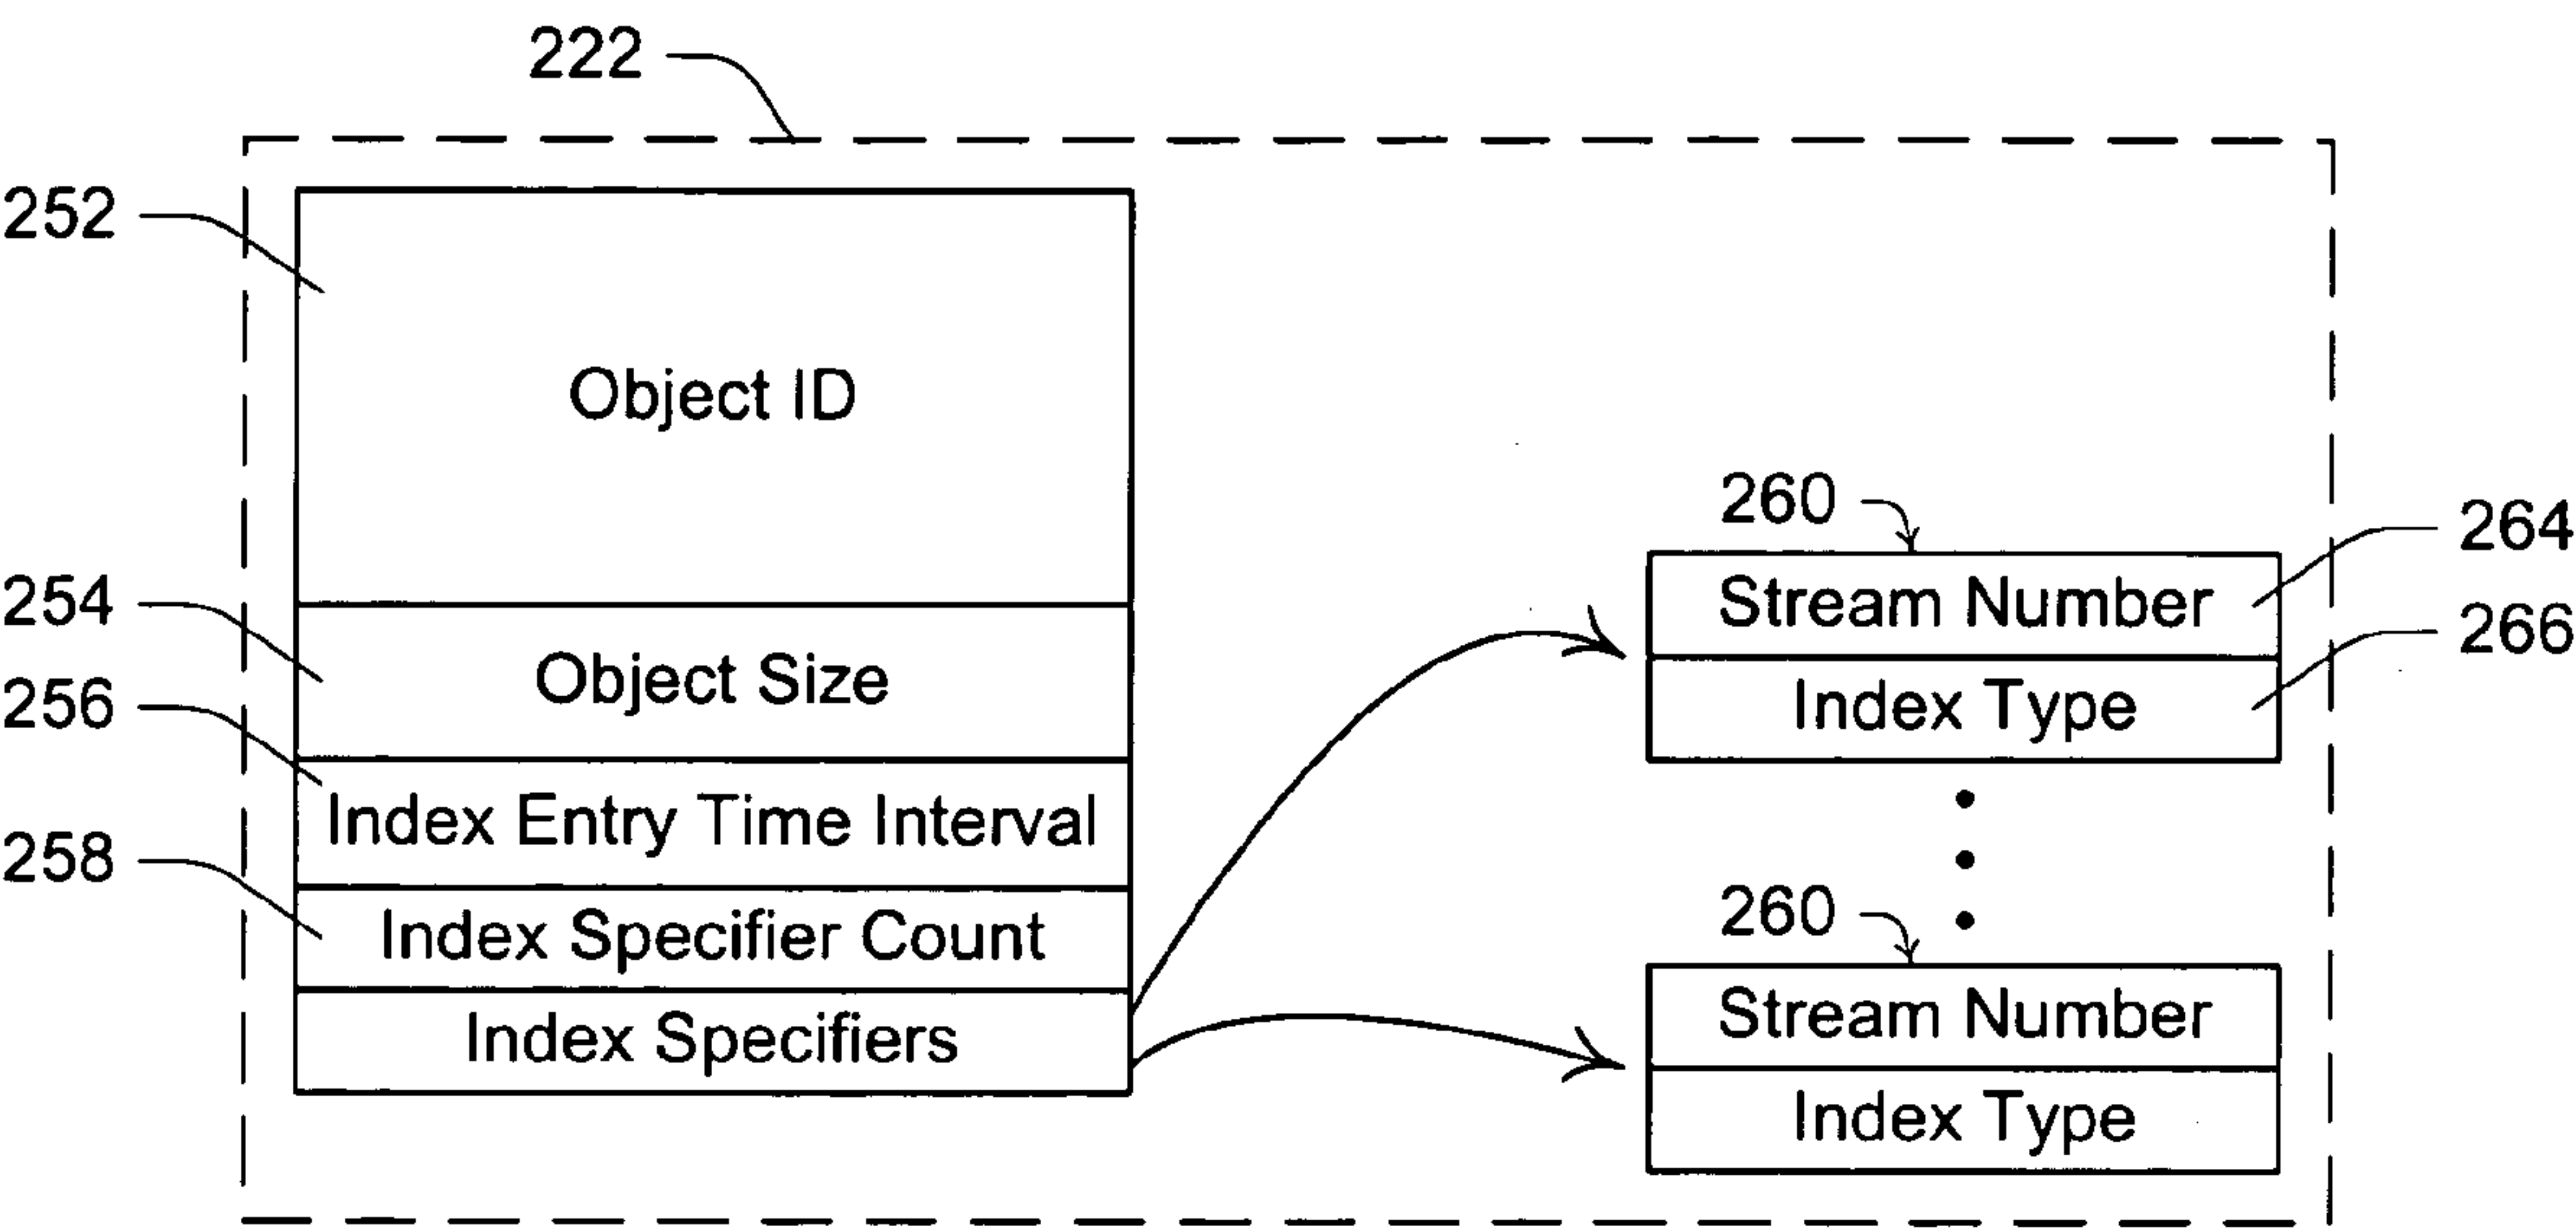 222
252
Object ID
254
Object Size
256
Index Entry Time Interval
258
Index Specifier Count
Index Specifiers
260
264
Stream Number
266
Index Type
260
Stream Number
Index Type